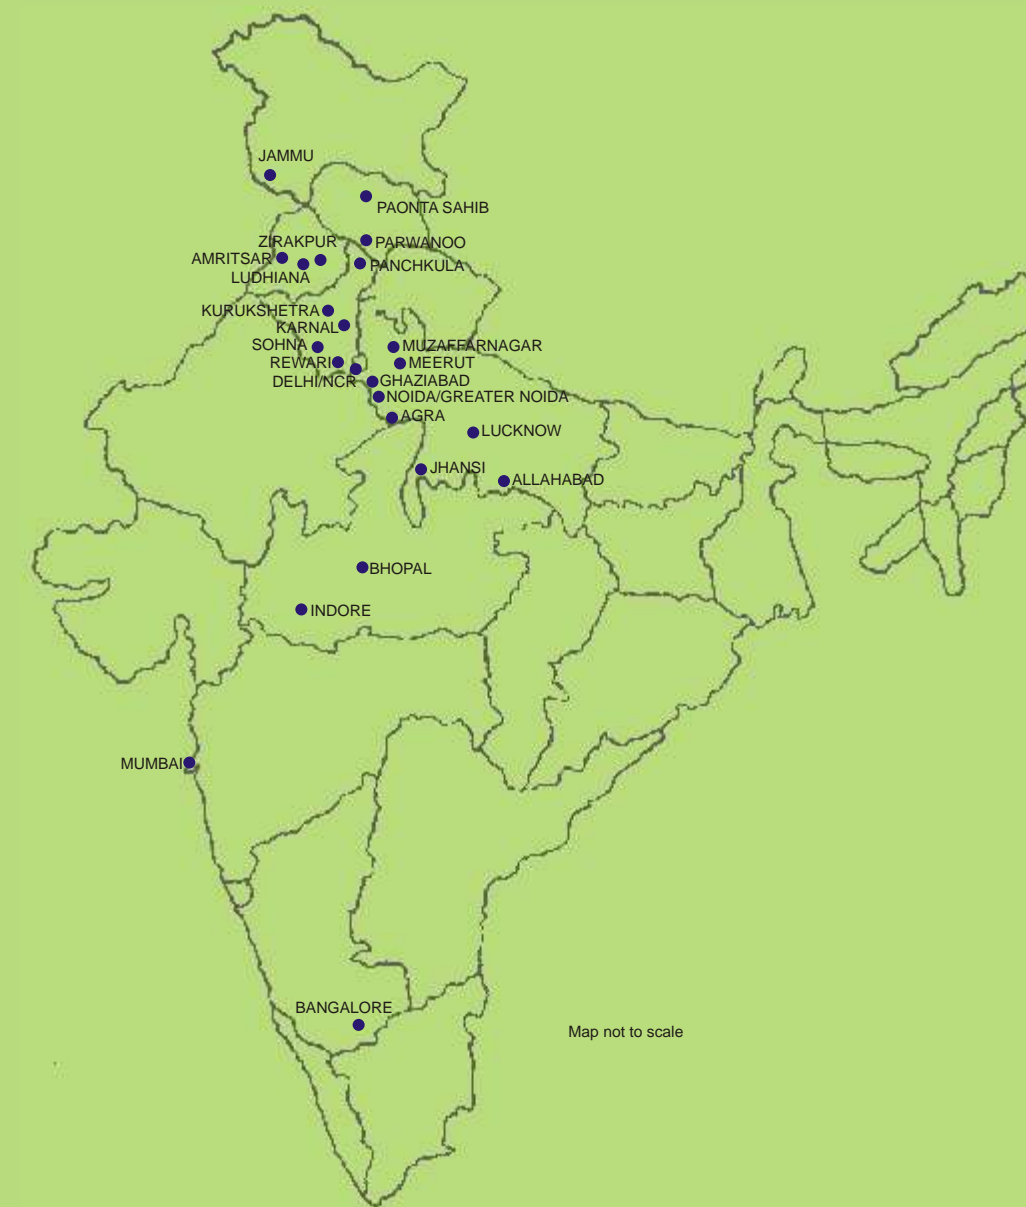 JAMMU
PAONTA SAHIB
ZIRAKPUR
PARWANOO
AMRITSAR
PANCHKULA
LUDHIANA
KURUKSHETRA
KARNAL
SOHNA
MUZAFFARNAGAR
REWARI
MEERUT
DELHI/NCR
GHAZIABAD
NOIDA/GREATER NOIDA
AGRA
LUCKNOW
JHANSI
ALLAHABAD
BHOPAL
INDORE
MUMBAI
BANGALORE
Map not to scale